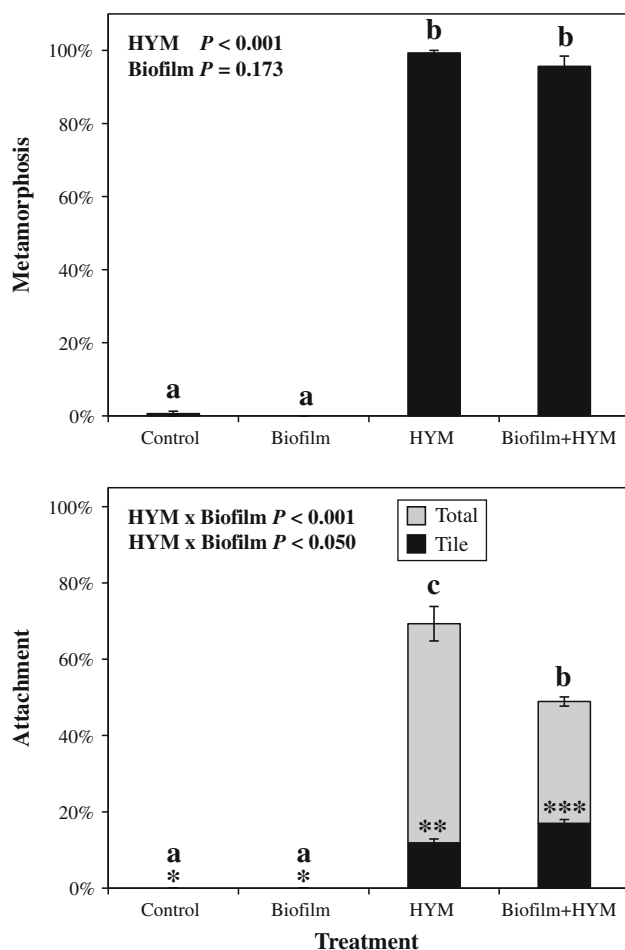 HYM P < 0.001
Biofilm P = 0.173
b b
a a
100%
80%
60%
40%
20%
0%
Metamorphosis
Control Biofilm HYM Biofilm+HYM
HYM x Biofilm P < 0.001
HYM x Biofilm P < 0.050
Total
Tile
c
b
a a
* *
** ***
100%
80%
60%
40%
20%
0%
Attachment
Control Biofilm HYM Biofilm+HYM
Treatment